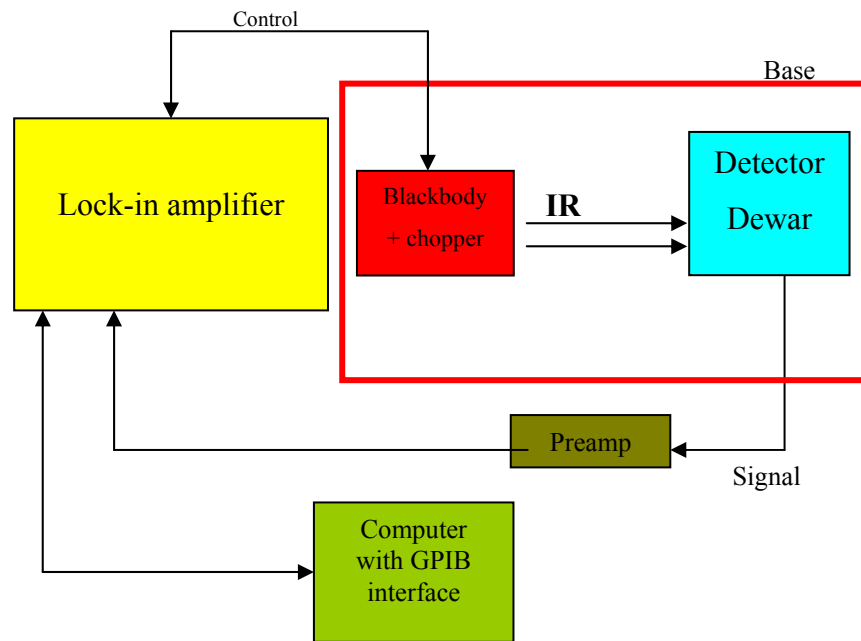 Control
Base
Lock-in amplifier
Blackbody
+ chopper
IR
Detector
Dewar
Preamp
Signal
Computer
with GPIB
interface